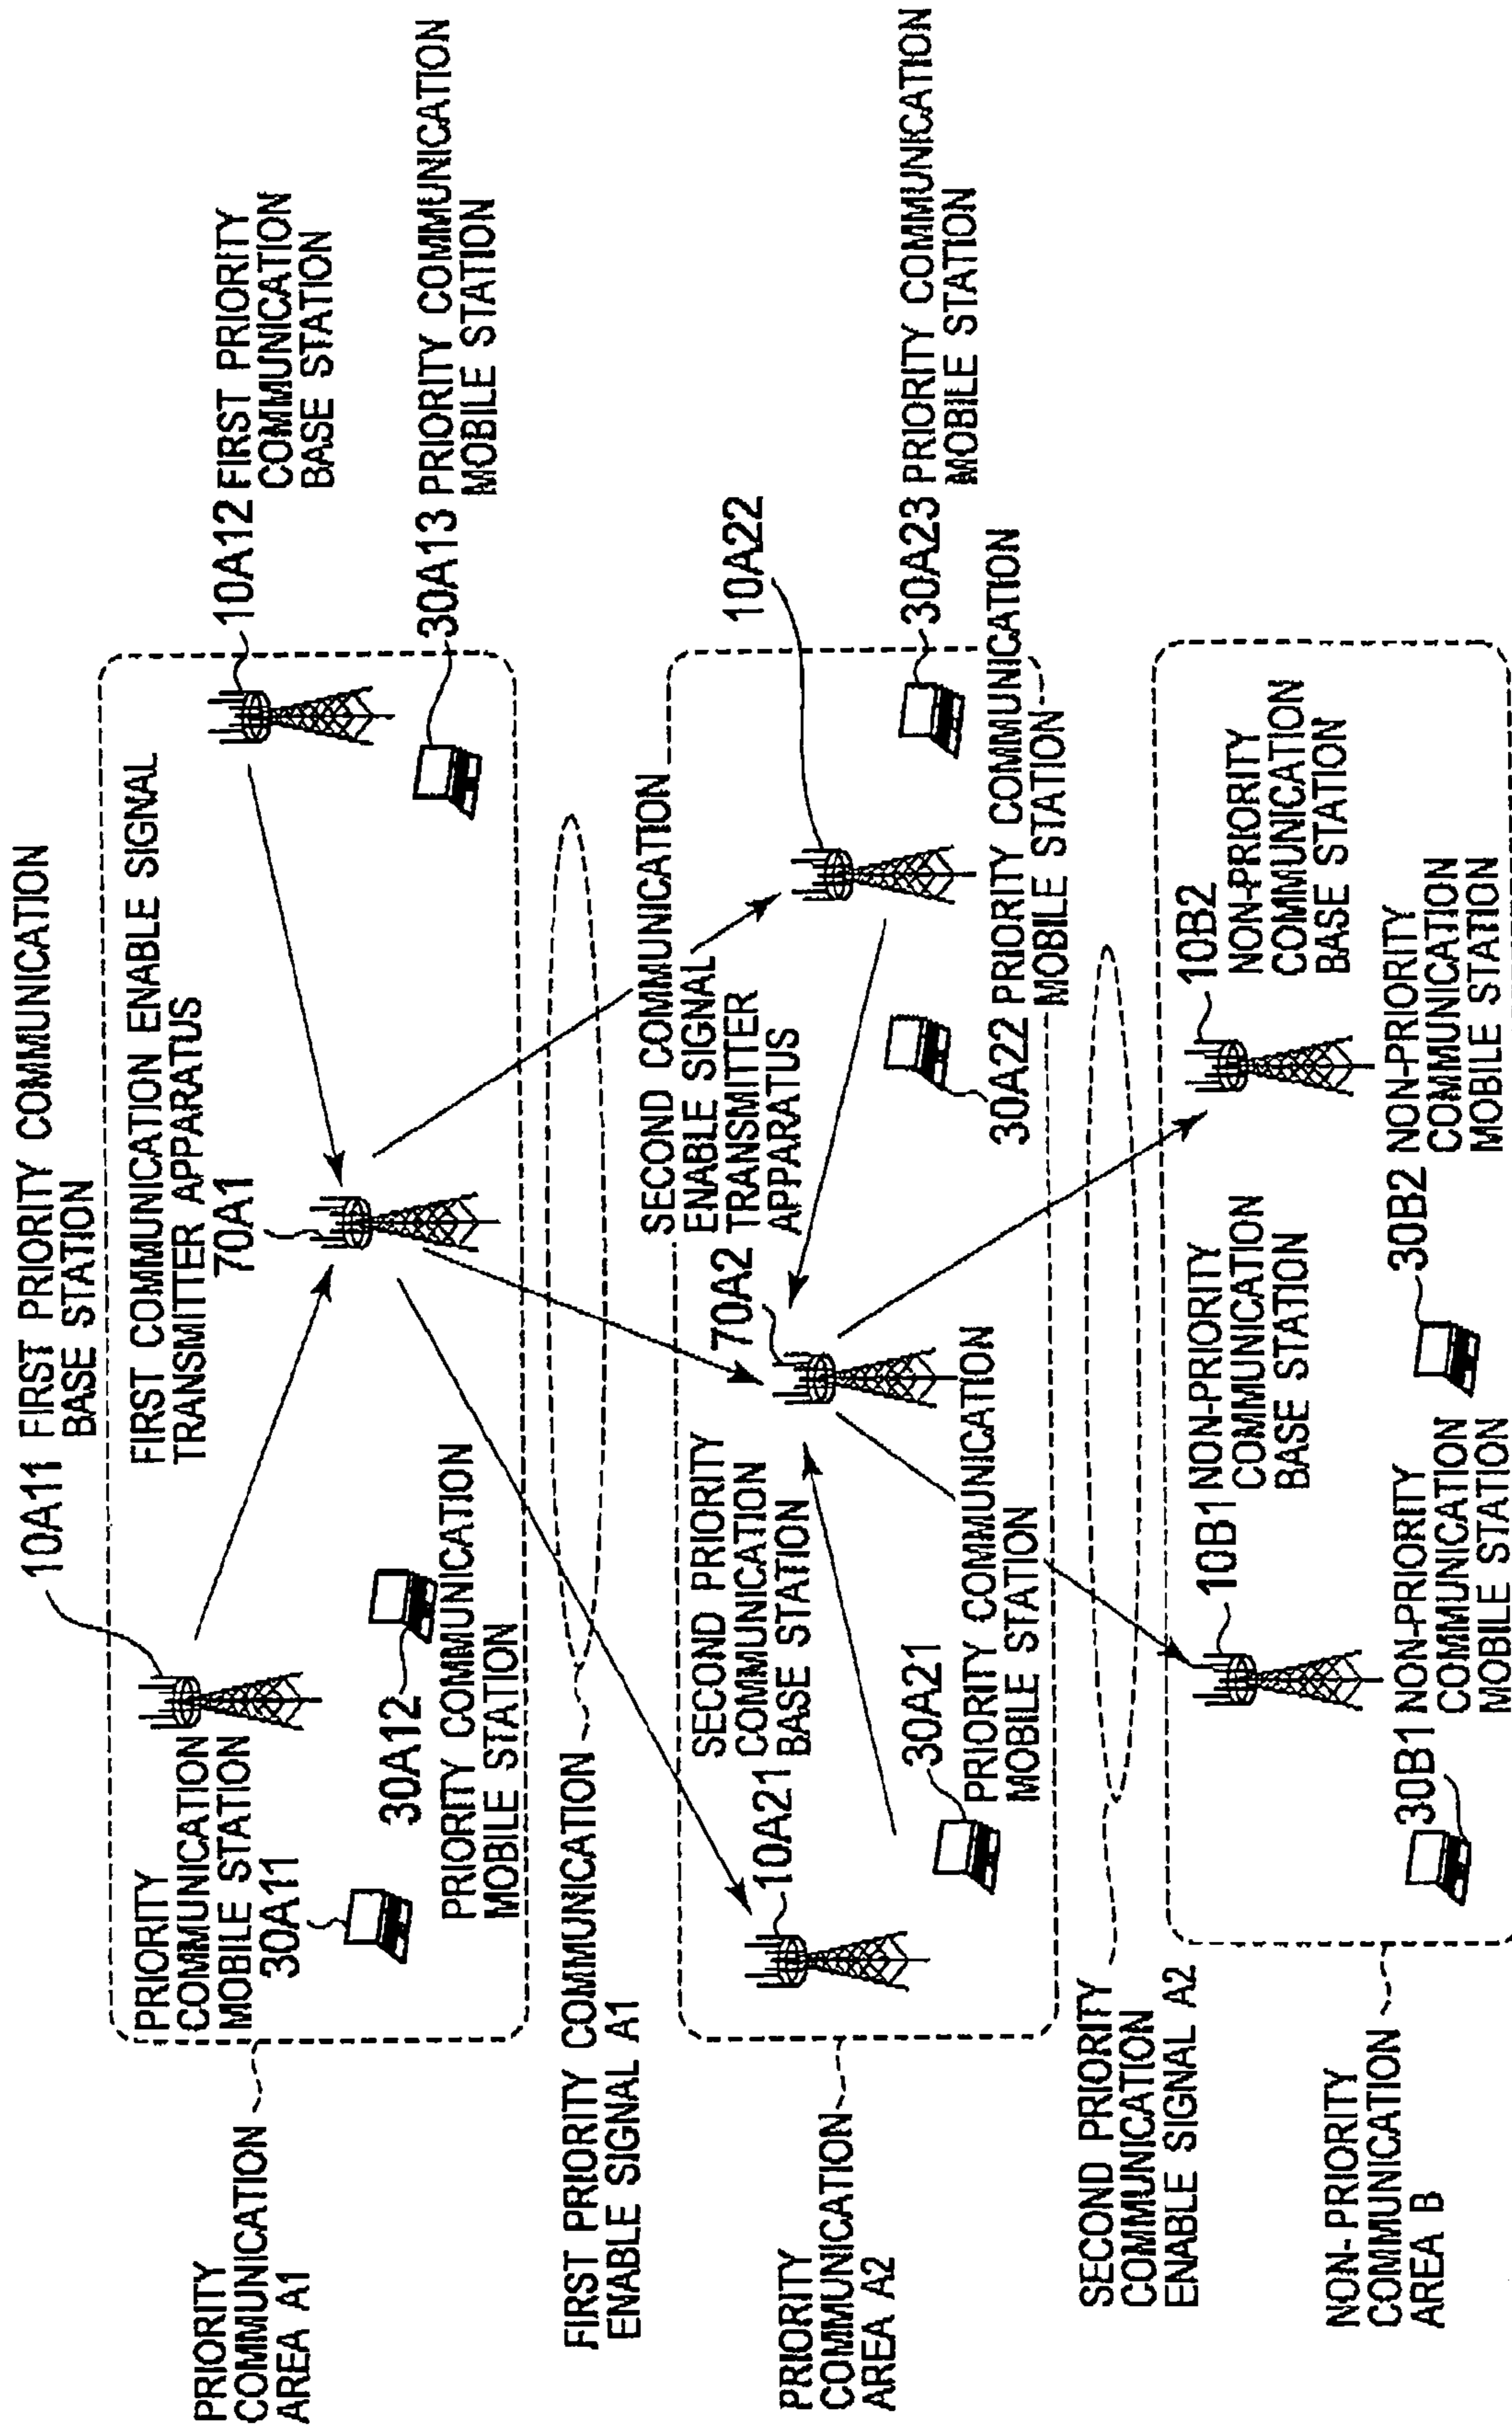 10A11 FIRST PRIORITY COMMUNICATION
BASE STATION
FIRST COMMUNICATION ENABLE SIGNAL
TRANSMITTER APPARATUS
70A1
10A12 FIRST PRIORITY
COMMUNICATION
BASE STATION
PRIORITY
COMMUNICATION
MOBILE STATION
30A11
30A12
PRIORITY COMMUNICATION
MOBILE STATION
30A13 PRIORITY COMMUNICATION
MOBILE STATION
PRIORITY
COMMUNICATION
AREA A1
FIRST PRIORITY COMMUNICATION
ENABLE SIGNAL A1
SECOND COMMUNICATION
ENABLE SIGNAL
TRANSMITTER
APPARATUS
70A2
10A22
SECOND PRIORITY
COMMUNICATION
BASE STATION
10A21
30A21
PRIORITY COMMUNICATION
MOBILE STATION
30A22 PRIORITY COMMUNICATION
MOBILE STATION
30A23 PRIORITY COMMUNICATION
MOBILE STATION
PRIORITY
COMMUNICATION
AREA A2
SECOND PRIORITY
COMMUNICATION
ENABLE SIGNAL A2
10B1 NON-PRIORITY
COMMUNICATION
BASE STATION
10B2
NON-PRIORITY
COMMUNICATION
BASE STATION
30B1 NON-PRIORITY
COMMUNICATION
MOBILE STATION
30B2 NON-PRIORITY
COMMUNICATION
MOBILE STATION
NON-PRIORITY
COMMUNICATION
AREA B